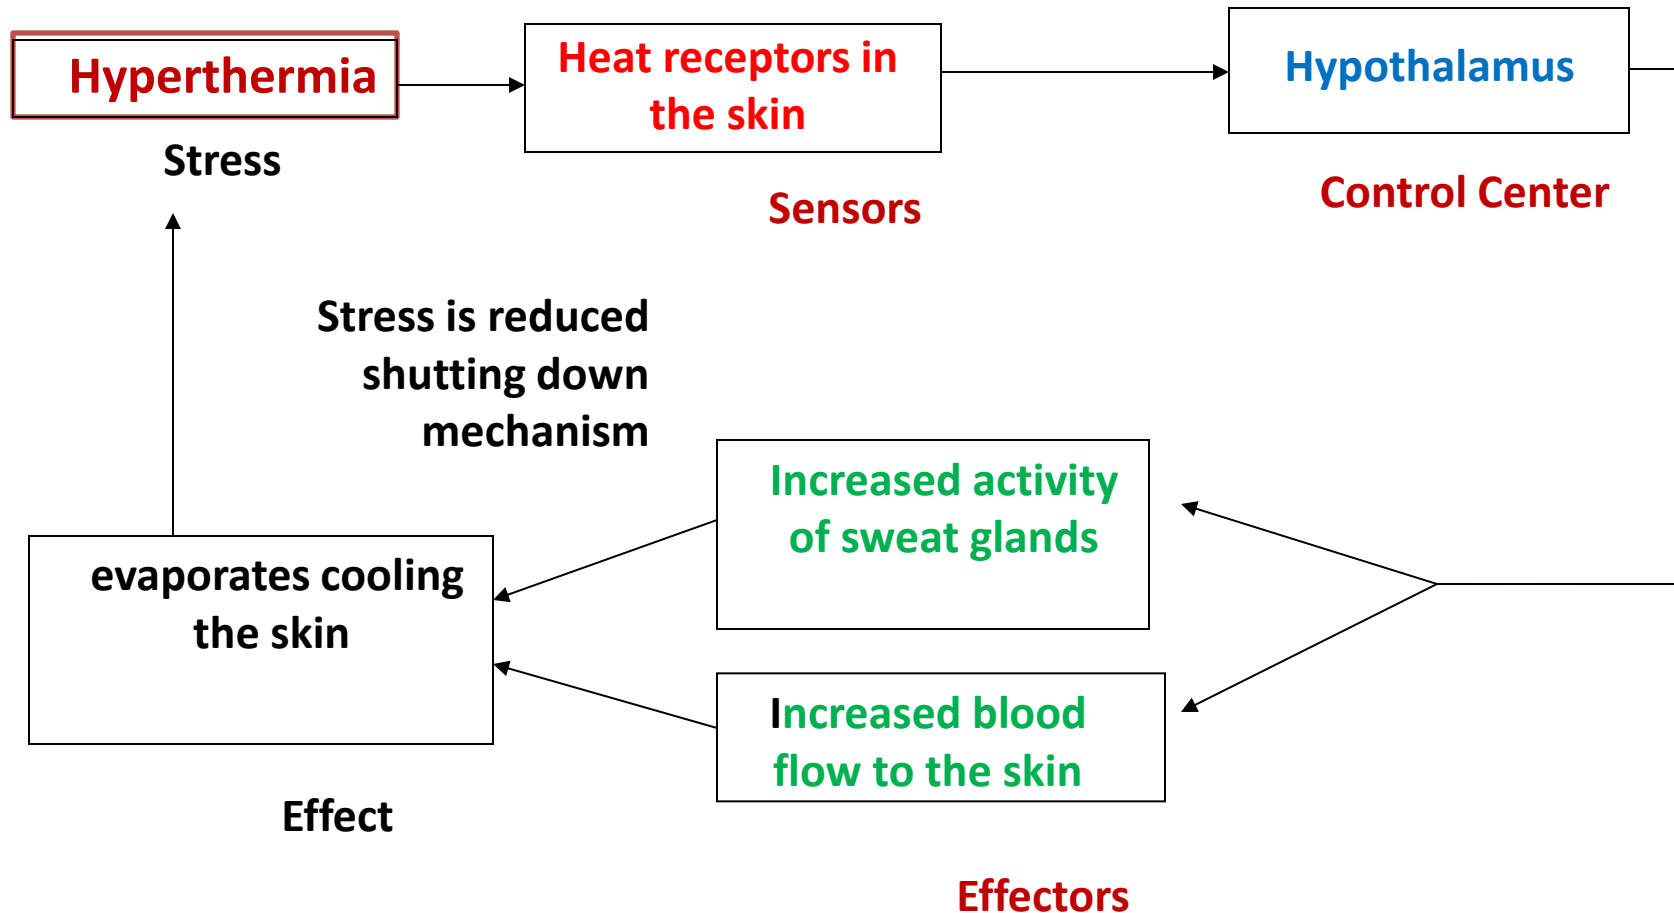 Hyperthermia
Stress
Heat receptors in
the skin
Sensors
Hypothalamus
Control Center
Stress is reduced
shutting down
mechanism
Increased activity
of sweat glands
evaporates cooling
the skin
Increased blood
flow to the skin
Effect
Effectors